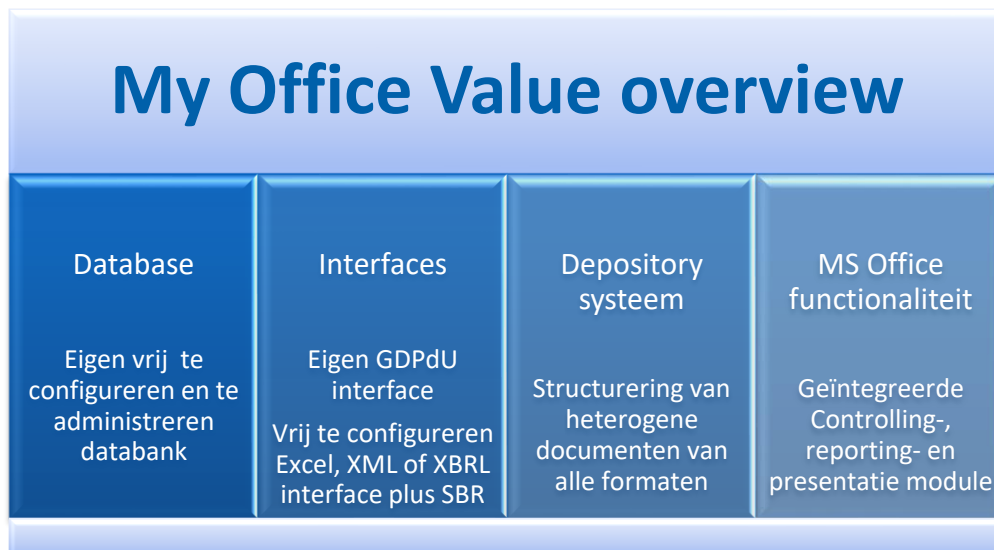 My Office Value overview
Database
Eigen vrij te
configureren en te
administreren
databank
Interfaces
Eigen GDPdU
interface
Vrij te configureren
Excel, XML of XBRL
interface plus SBR
Depository
systeem
Structurering van
heterogene
documenten van
alle formaten
MS Office
functionaliteit
Geïntegreerde
Controlling-,
reporting- en
presentatie module